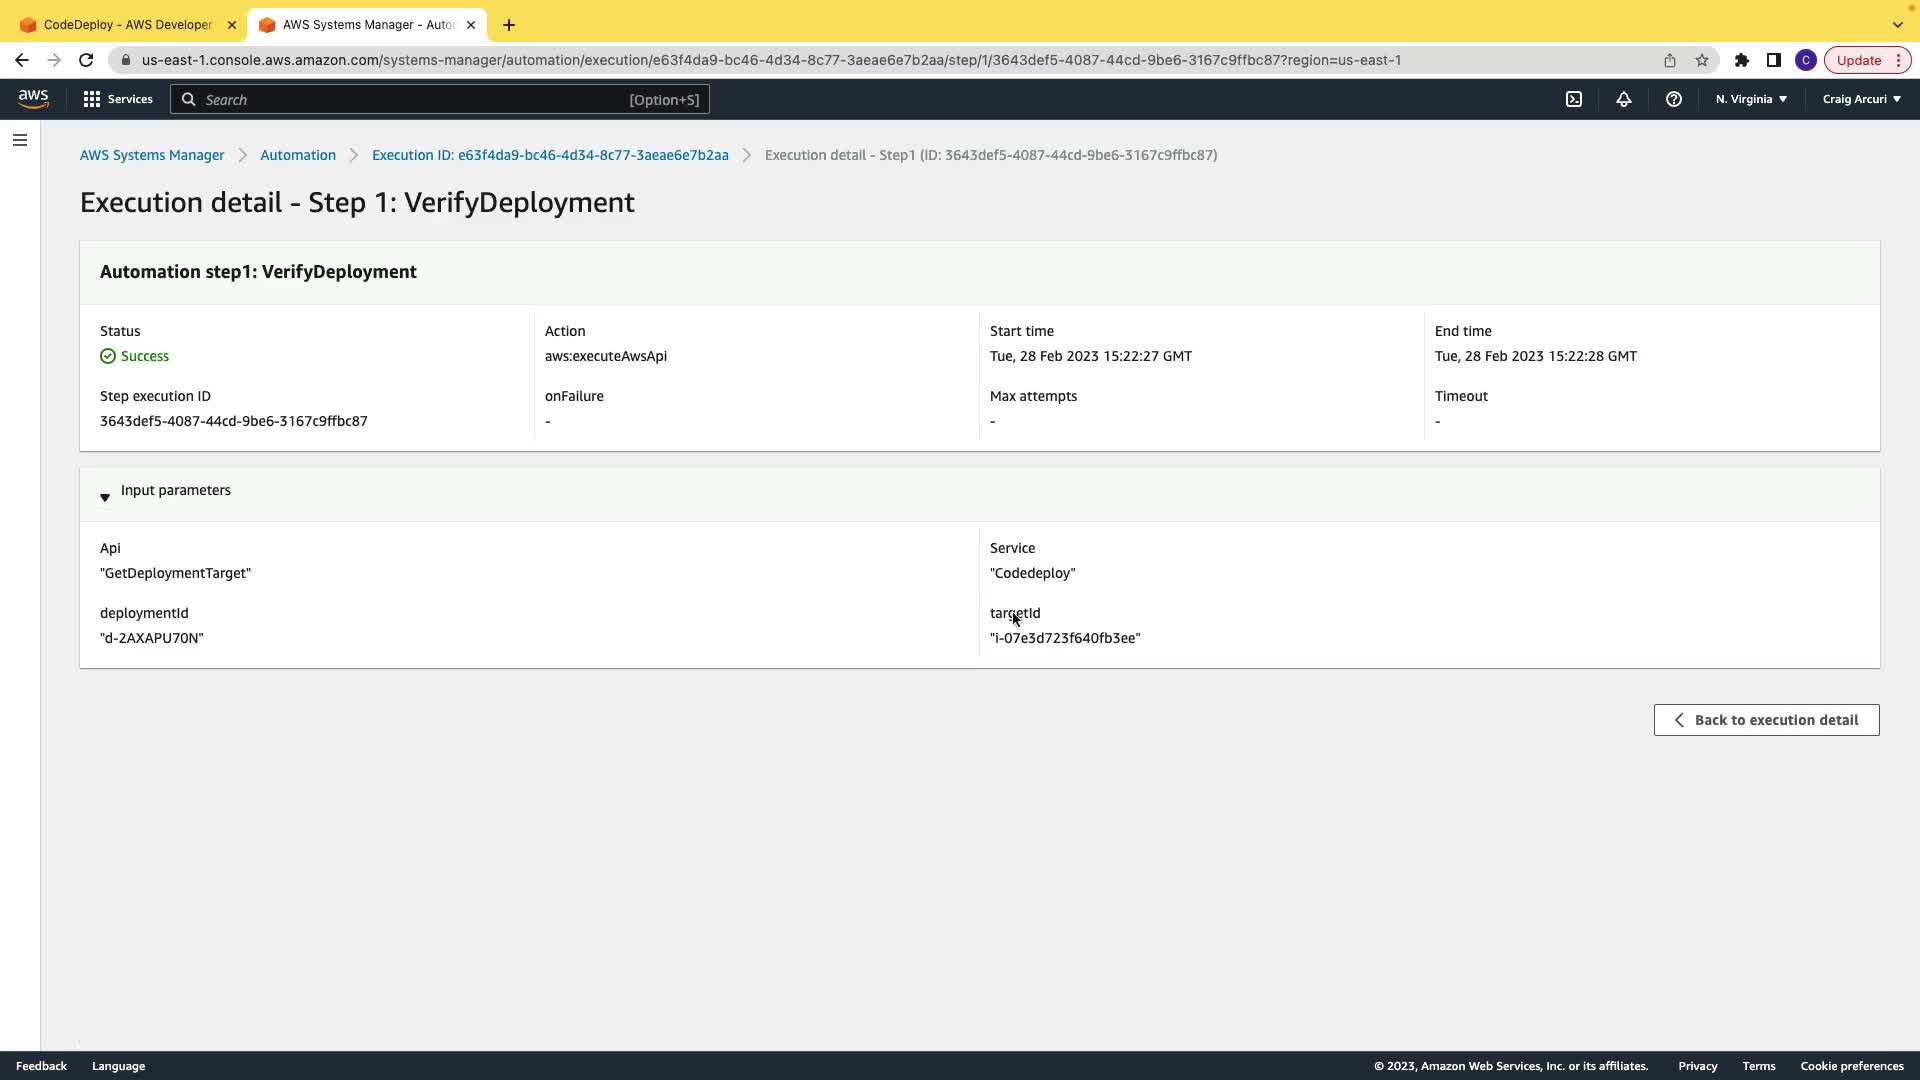 CodeDeploy - AWS Developer
AWS Systems Manager - Auto
us-east-1.console.aws.amazon.com/systems-manager/automation/execution/e63f4da9-bc46-4d34-8c77-3aeae6e7b2aa/step/1/3643def5-4087-44cd-9be6-3167c9ffbc87?region=us-east-1
C
Update
aws
Services
Search
[Option+S]
N. Virginia
Craig Arcuri
AWS Systems Manager
Automation
Execution ID: e63f4da9-bc46-4d34-8c77-3aeae6e7b2aa
Execution detail - Step1 (ID: 3643def5-4087-44cd-9be6-3167c9ffbc87)
Execution detail - Step 1: VerifyDeployment
Automation step1: VerifyDeployment
Status
Success
Action
aws:executeAwsApi
Start time
Tue, 28 Feb 2023 15:22:27 GMT
End time
Tue, 28 Feb 2023 15:22:28 GMT
Step execution ID
3643def5-4087-44cd-9be6-3167c9ffbc87
onFailure
-
Max attempts
-
Timeout
-
Input parameters
Api
"GetDeploymentTarget"
Service
"Codedeploy"
deploymentId
"d-2AXAPU70N"
targetId
"i-07e3d723f640fb3ee"
Back to execution detail
Feedback
Language
© 2023, Amazon Web Services, Inc. or its affiliates.
Privacy
Terms
Cookie preferences